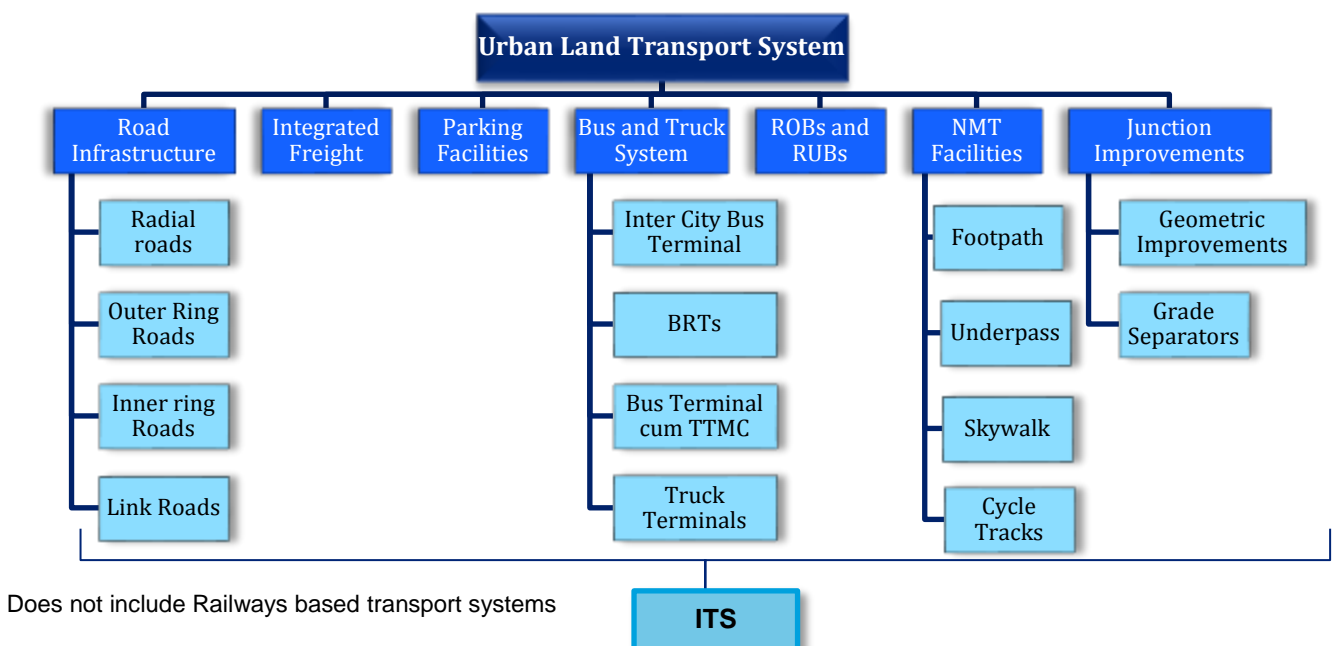 Urban Land Transport System
Road
Infrastructure
Integrated
Freight
Parking
Facilities
Bus and Truck
System
ROBs and
RUBs
NMT
Facilities
Junction
Improvements
Radial
roads
Outer Ring
Roads
Inner ring
Roads
Link Roads
Inter City Bus
Terminal
BRTs
Bus Terminal
cum TTMC
Truck
Terminals
Footpath
Underpass
Skywalk
Cycle
Tracks
Geometric
Improvements
Grade
Separators
Does not include Railways based transport systems
ITS